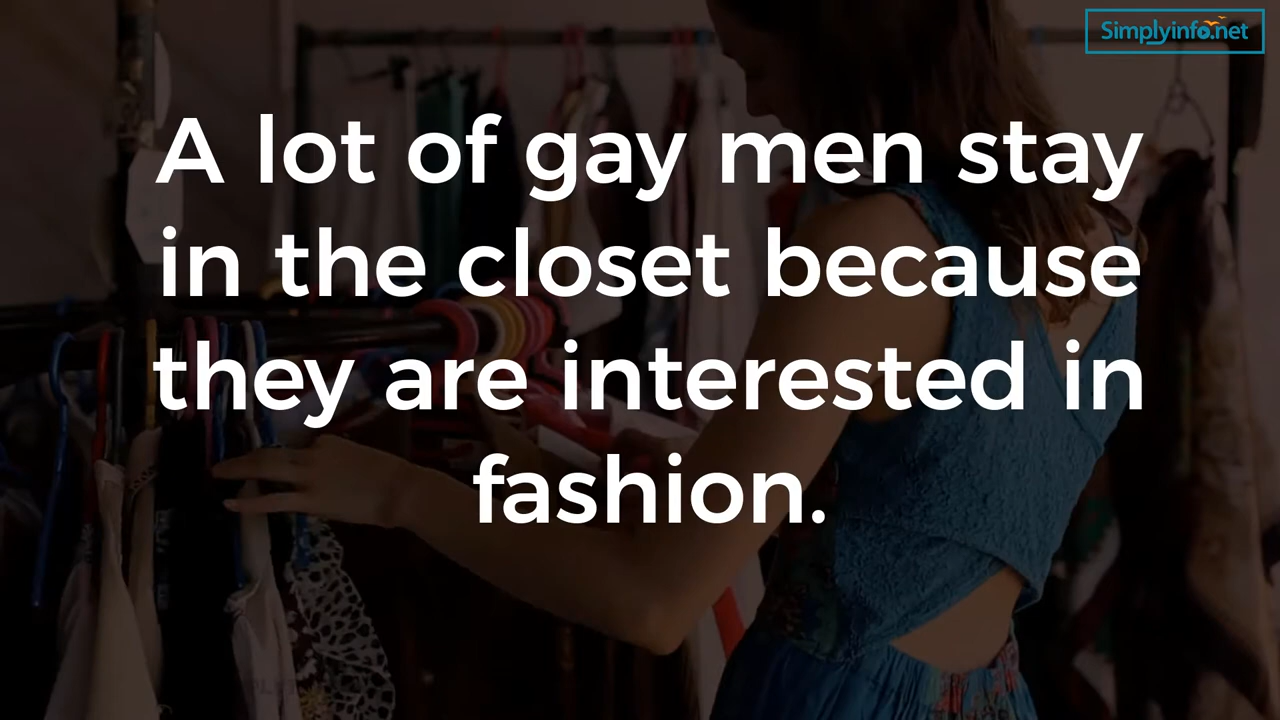 Simplyinfo.net
A lot of gay men stay
in the closet because
they are interested in
fashion.